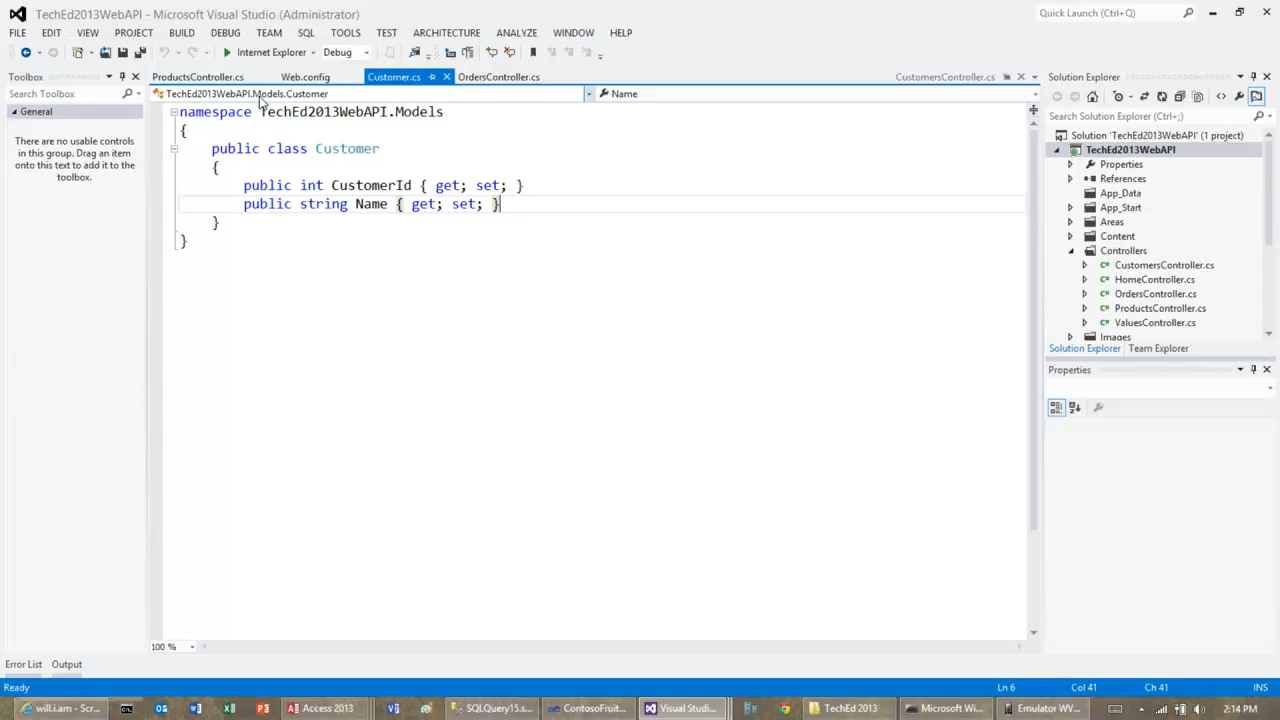 TechEd2013WebAPI - Microsoft Visual Studio (Administrator)
Quick Launch (Ctrl+Q)
FILE EDIT VIEW PROJECT BUILD DEBUG TEAM SQL TOOLS TEST ARCHITECTURE ANALYZE WINDOW HELP
Internet Explorer Debug
Toolbox
ProductsController.cs Web.config Customer.cs OrdersController.cs CustomersController.cs
Solution Explorer
Search Toolbox
TechEd2013WebAPI.Models.Customer Name
General
There are no usable controls
in this group. Drag an item
onto this text to add it to the
toolbox.
namespace TechEd2013WebAPI.Models
{
public class Customer
{
public int CustomerId { get; set; }
public string Name { get; set; }
}
}
100 %
Search Solution Explorer (Ctrl+;)
Solution 'TechEd2013WebAPI' (1 project)
TechEd2013WebAPI
Properties
References
App_Data
App_Start
Areas
Content
Controllers
CustomersController.cs
HomeController.cs
OrdersController.cs
ProductsController.cs
ValuesController.cs
Images
Solution Explorer Team Explorer
Properties
Error List Output
Ready Ln 6 Col 41 Ch 41 INS
will.i.am - Scr... Access 2013 SQLQuery15.s... ContosoFruit... Visual Studio... TechEd 2013 Microsoft Wi... Emulator WV... 2:14 PM